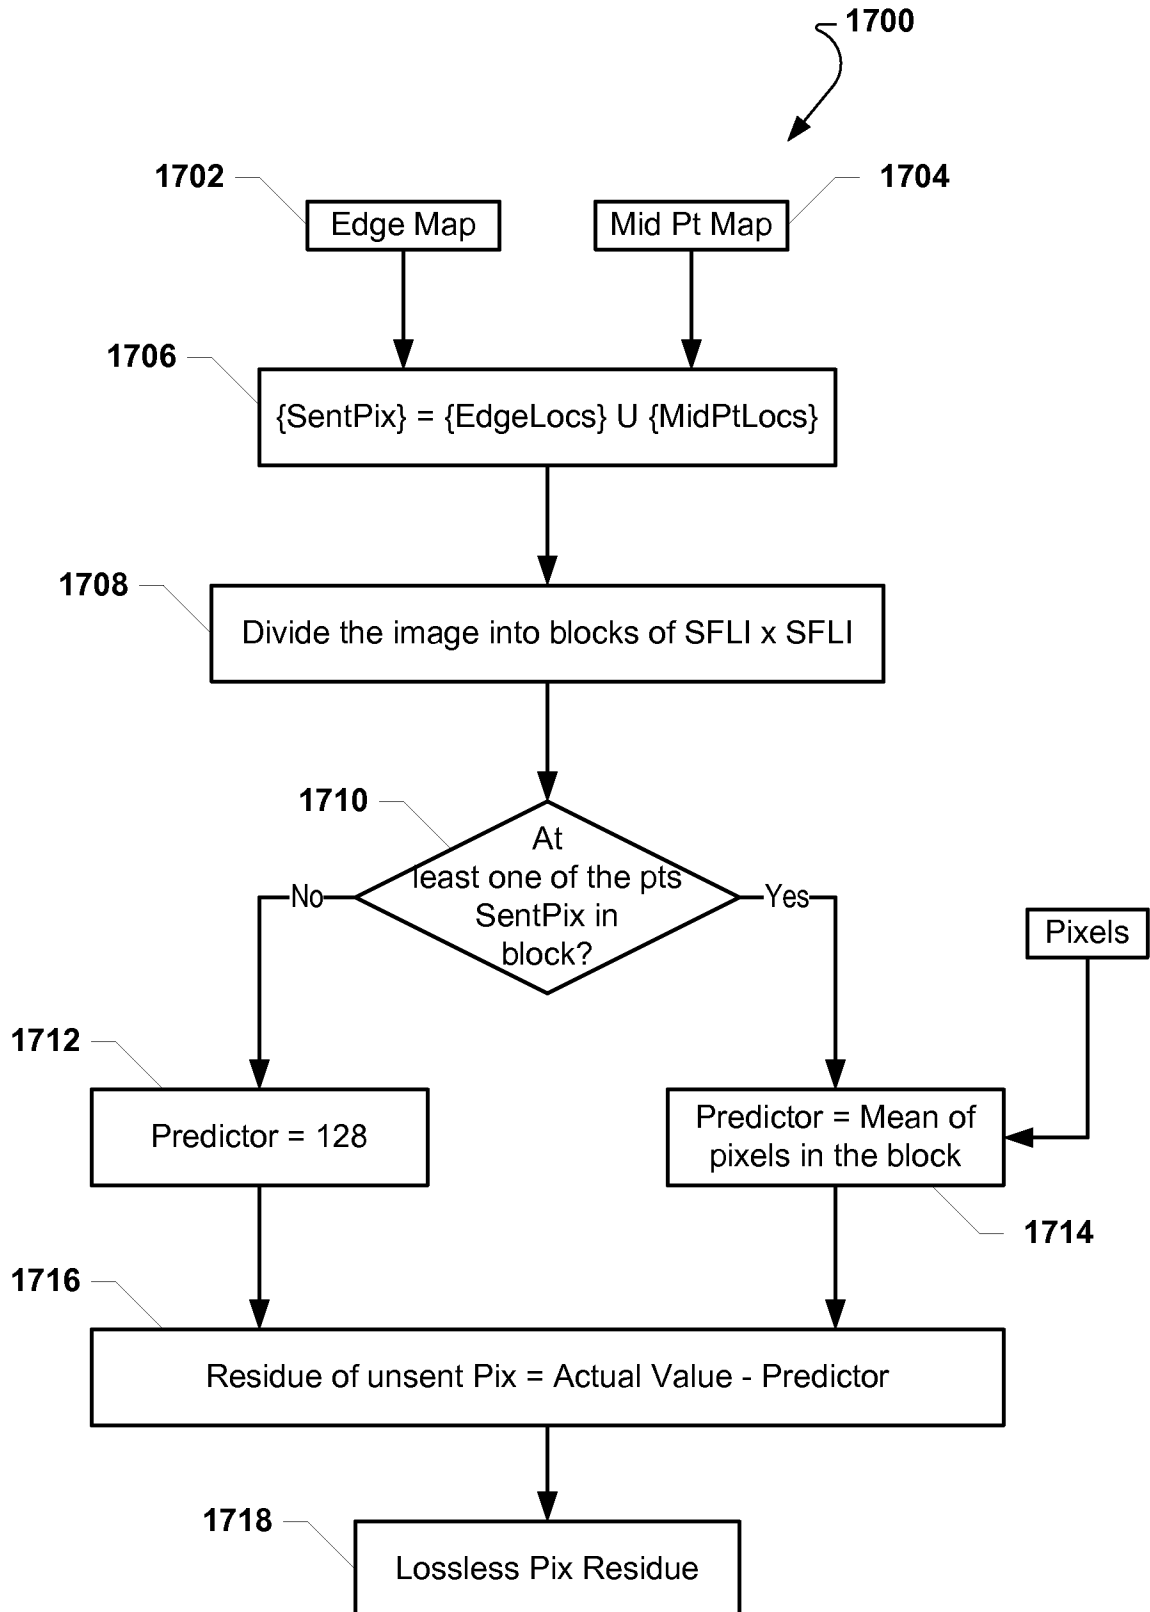 1700
1702
1704
Edge Map
Mid Pt Map
1706
{SentPix} = {EdgeLocs} U {MidPtLocs}
1708
Divide the image into blocks of SFLI x SFLI
1710
At
least one of the pts
SentPix in
block?
No
Yes
Pixels
1712
Predictor = 128
Predictor = Mean of
pixels in the block
1714
1716
Residue of unsent Pix = Actual Value - Predictor
1718
Lossless Pix Residue